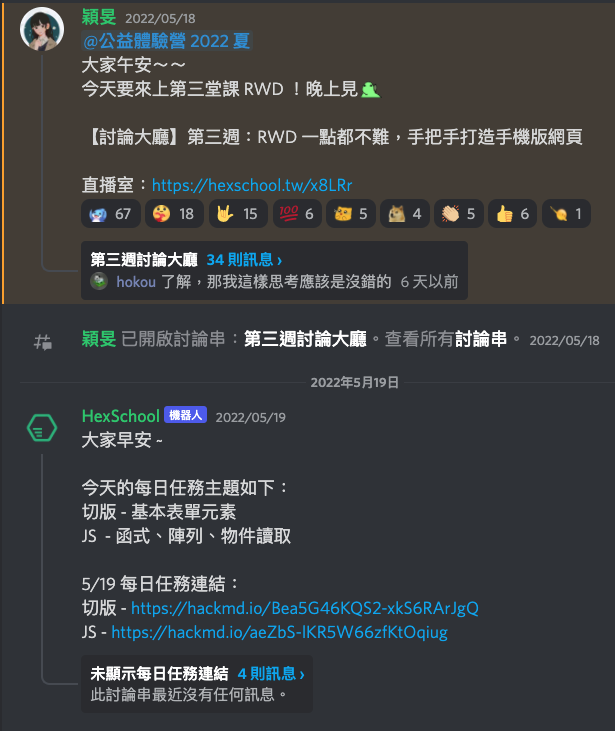 穎旻 2022/05/18
@公益體驗營 2022 夏
大家午安～～
今天要來上第三堂課 RWD ！晚上見
【討論大廳】第三週：RWD 一點都不難，手把手打造手機版網頁
直播室：https://hexschool.tw/x8LRr
67 18 15 💯 6 5 4 5 6 1
第三週討論大廳 34 則訊息 ›
hokou 了解，那我這樣思考應該是沒錯的 6 天以前
穎旻 已開啟討論串：第三週討論大廳。查看所有討論串。 2022/05/18
2022年5月19日
HexSchool 機器人 2022/05/19
大家早安 ~
今天的每日任務主題如下：
切版 - 基本表單元素
JS - 函式、陣列、物件讀取
5/19 每日任務連結：
切版 - https://hackmd.io/Bea5G46KQS2-xkS6RArJgQ
JS - https://hackmd.io/aeZbS-lKR5W66zfKtOqiug
未顯示每日任務連結 4 則訊息 ›
此討論串最近沒有任何訊息。